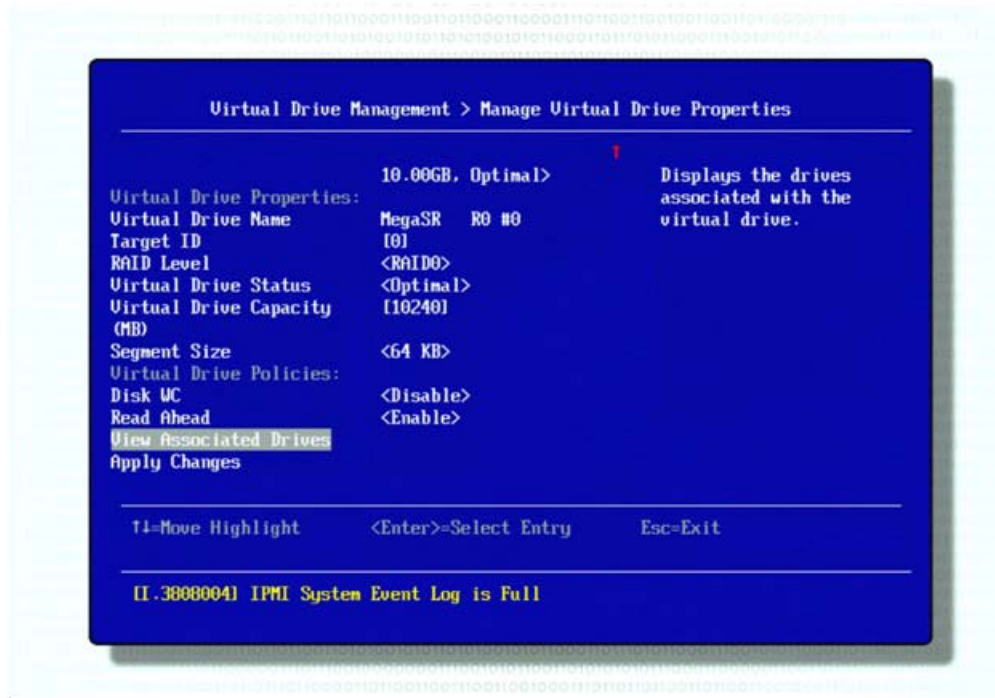 Virtual Drive Management > Manage Virtual Drive Properties
↑
10.00GB, Optimal>
Virtual Drive Properties:
Virtual Drive Name MegaSR R0 #0
Target ID [0]
RAID Level <RAID0>
Virtual Drive Status <Optimal>
Virtual Drive Capacity [10240]
(MB)
Segment Size <64 KB>
Virtual Drive Policies:
Disk WC <Disable>
Read Ahead <Enable>
View Associated Drives
Apply Changes
Displays the drives
associated with the
virtual drive.
↑↓=Move Highlight <Enter>=Select Entry Esc=Exit
[I.3808004] IPMI System Event Log is Full